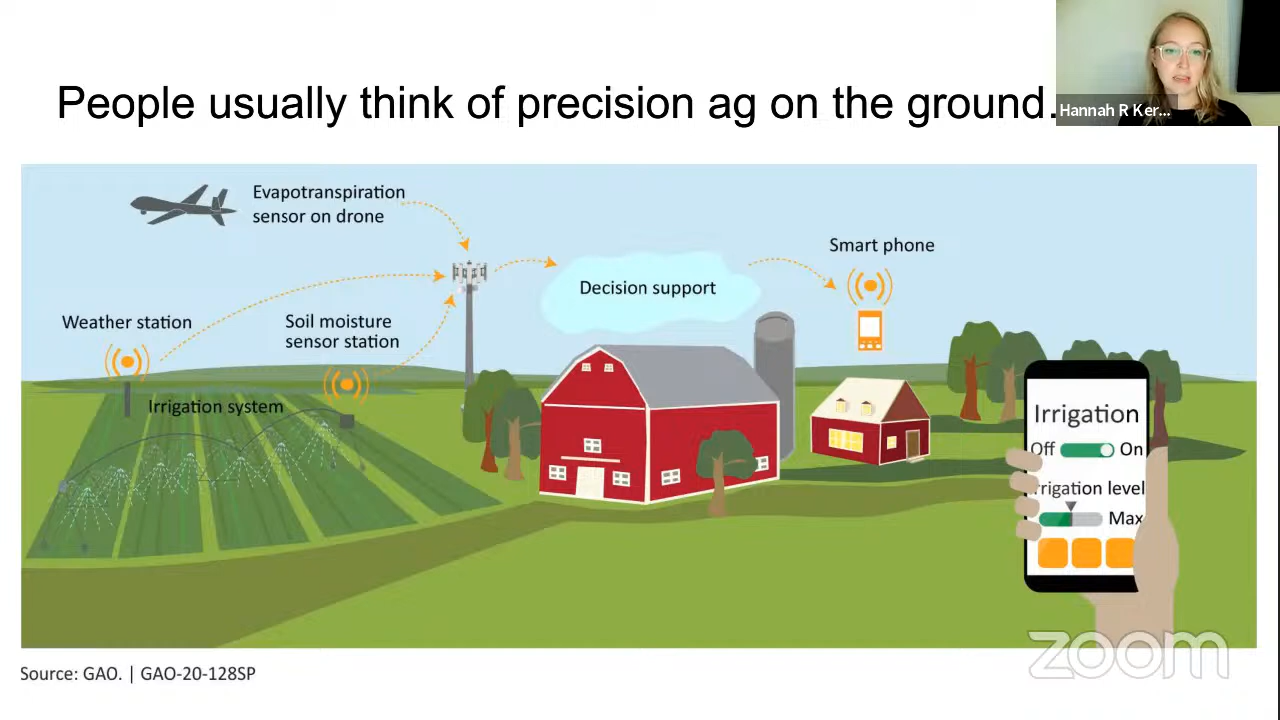 People usually think of precision ag on the ground.
Hannah R Ker...
Evapotranspiration
sensor on drone
Smart phone
Decision support
Weather station
Soil moisture
sensor station
Irrigation system
Irrigation
Off On
rrigation level
Max
zoom
Source: GAO. | GAO-20-128SP